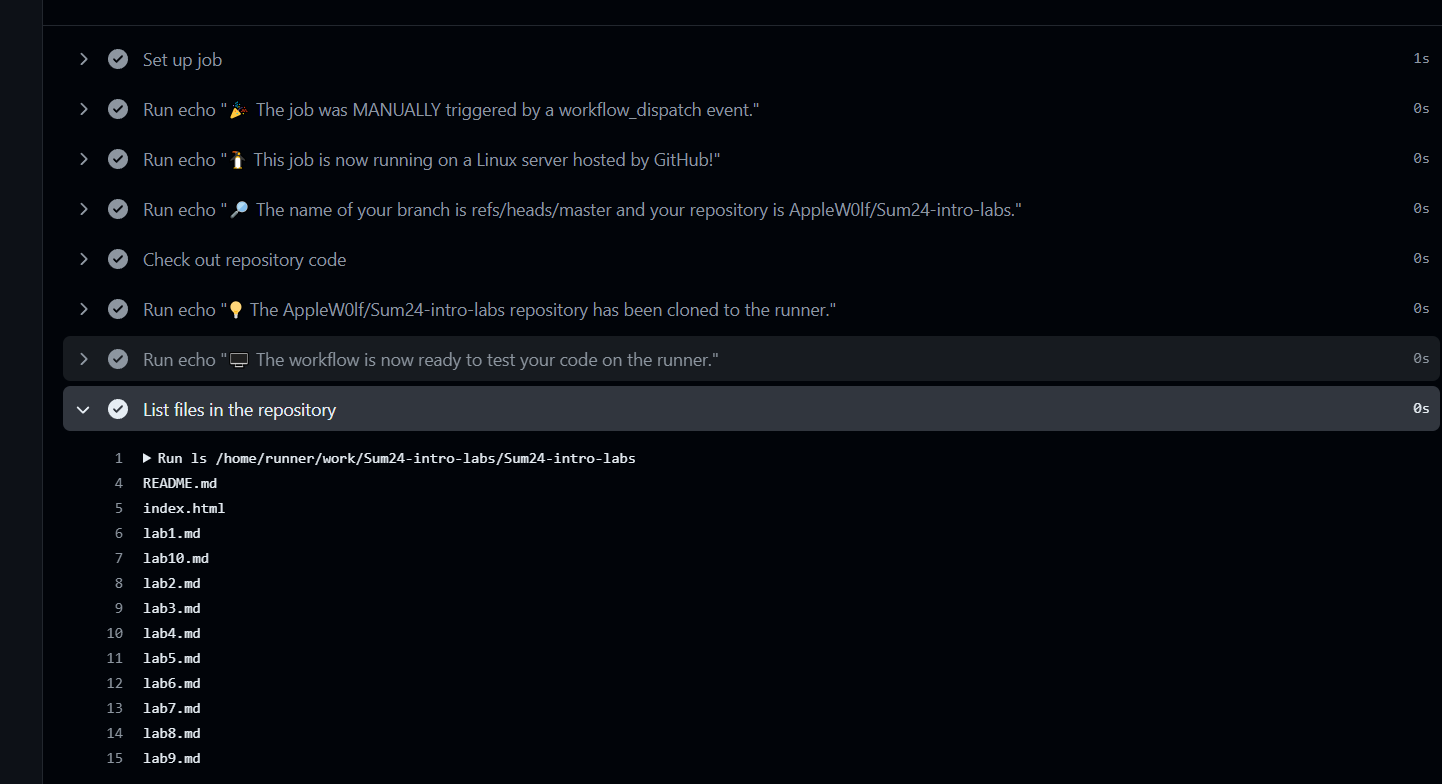 Set up job 1s
Run echo "🎉 The job was MANUALLY triggered by a workflow_dispatch event." 0s
Run echo "🐧 This job is now running on a Linux server hosted by GitHub!" 0s
Run echo "🔎 The name of your branch is refs/heads/master and your repository is AppleW0lf/Sum24-intro-labs." 0s
Check out repository code 0s
Run echo "💡 The AppleW0lf/Sum24-intro-labs repository has been cloned to the runner." 0s
Run echo "🖥️ The workflow is now ready to test your code on the runner." 0s
List files in the repository 0s
1 ▶ Run ls /home/runner/work/Sum24-intro-labs/Sum24-intro-labs
4 README.md
5 index.html
6 lab1.md
7 lab10.md
8 lab2.md
9 lab3.md
10 lab4.md
11 lab5.md
12 lab6.md
13 lab7.md
14 lab8.md
15 lab9.md